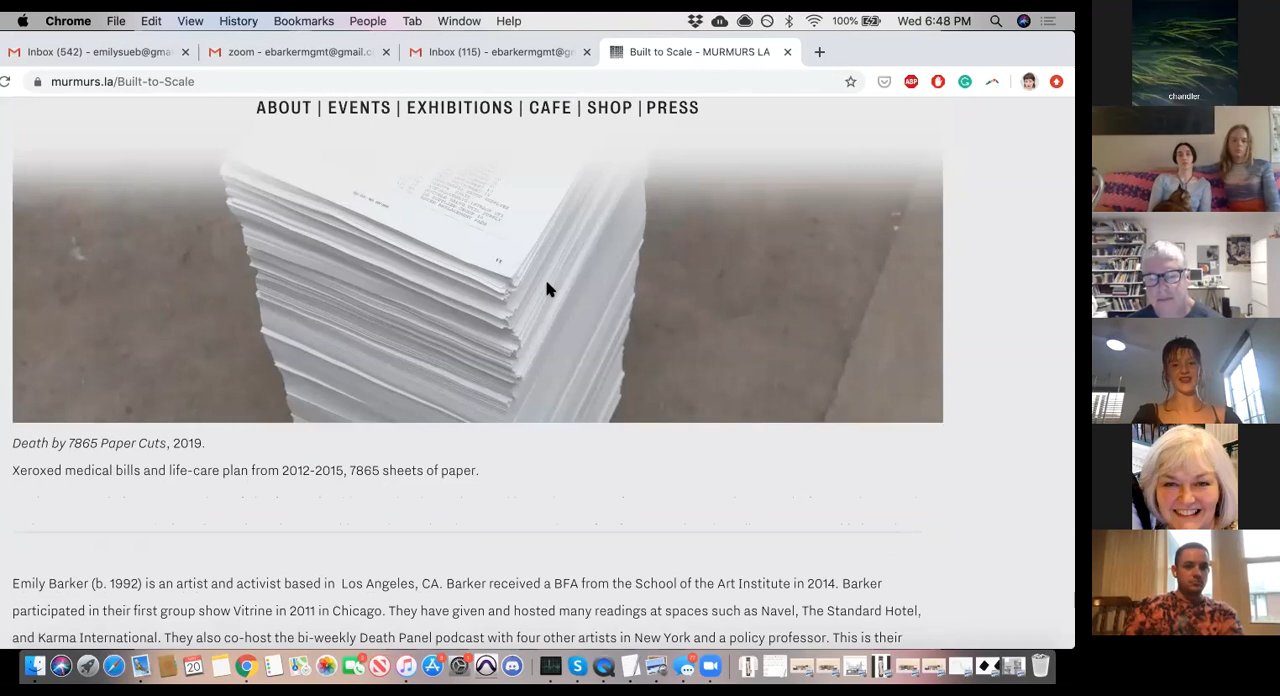 Chrome File Edit View History Bookmarks People Tab Window Help 100% Wed 6:48 PM
Inbox (542) - emilysueb@gma
zoom - ebarkermgmt@gmail.c
Inbox (115) - ebarkermgmt@gm
Built to Scale - MURMURS LA
murmurs.la/Built-to-Scale
ABP
ABOUT | EVENTS | EXHIBITIONS | CAFE | SHOP | PRESS
Death by 7865 Paper Cuts, 2019.
Xeroxed medical bills and life-care plan from 2012-2015, 7865 sheets of paper.
Emily Barker (b. 1992) is an artist and activist based in Los Angeles, CA. Barker received a BFA from the School of the Art Institute in 2014. Barker
participated in their first group show Vitrine in 2011 in Chicago. They have given and hosted many readings at spaces such as Navel, The Standard Hotel,
and Karma International. They also co-host the bi-weekly Death Panel podcast with four other artists in New York and a policy professor. This is their
20
chandler